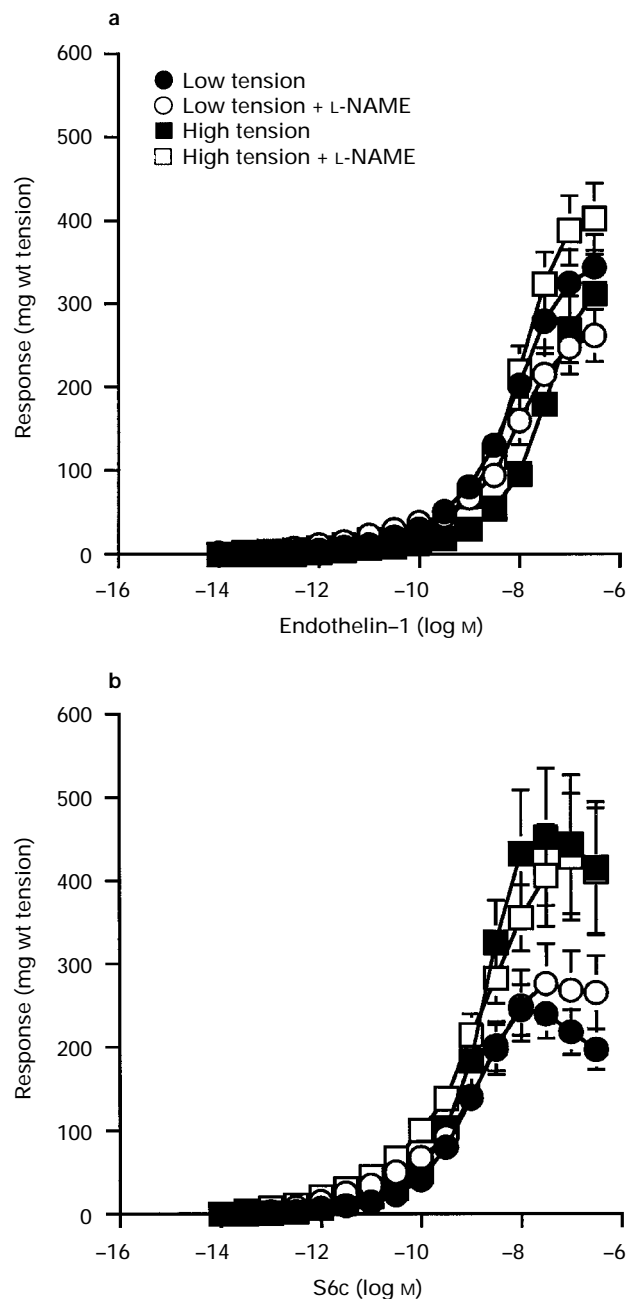 a
600
500
400
300
200
100
0
Response (mg wt tension)
Low tension
Low tension + L-NAME
High tension
High tension + L-NAME
–16 –14 –12 –10 –8 –6
Endothelin–1 (log M)
b
600
500
400
300
200
100
0
Response (mg wt tension)
–16 –14 –12 –10 –8 –6
S6c (log M)